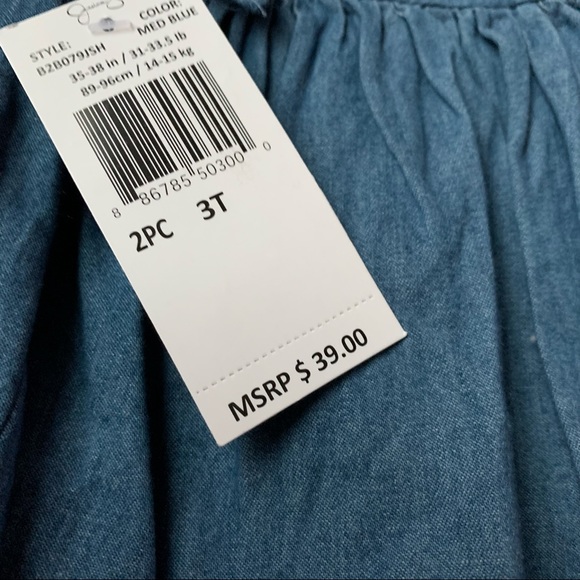 STYLE:
B2B079JSH
COLOR:
MED BLUE
35-38 in / 31-33.5 lb
89-96cm / 14-15 kg
8 86785 50300 0
2PC 3T
MSRP $ 39.00